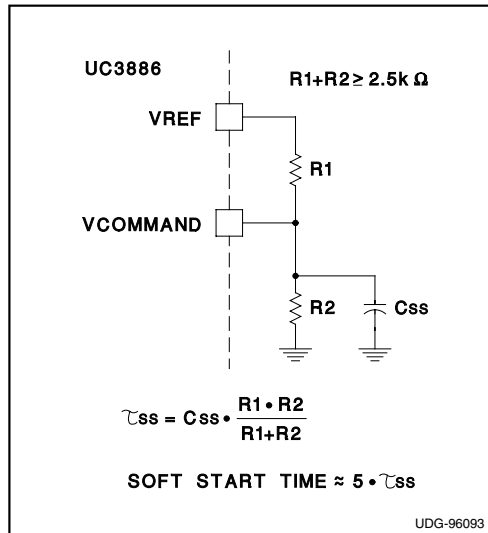 UC3886
R1+R2 ≥ 2.5k Ω
VREF
R1
VCOMMAND
R2
Css
τss = Css • R1 • R2 / R1+R2
SOFT START TIME ≈ 5 • τss
UDG-96093